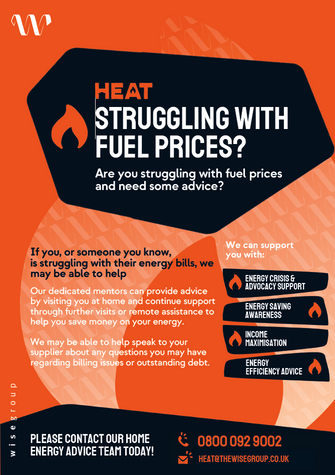 W
HEAT
STRUGGLING WITH
FUEL PRICES?
Are you struggling with fuel prices
and need some advice?
If you, or someone you know,
is struggling with their energy bills, we
may be able to help
Our dedicated mentors can provide advice
by visiting you at home and continue support
through further visits or remote assistance to
help you save money on your energy.
We may be able to help speak to your
supplier about any questions you may have
regarding billing issues or outstanding debt.
We can support
you with:
ENERGY CRISIS &
ADVOCACY SUPPORT
ENERGY SAVING
AWARENESS
INCOME
MAXIMISATION
ENERGY
EFFICIENCY ADVICE
wisegroup
PLEASE CONTACT OUR HOME
ENERGY ADVICE TEAM TODAY!
0800 092 9002
HEAT@THEWISEGROUP.CO.UK